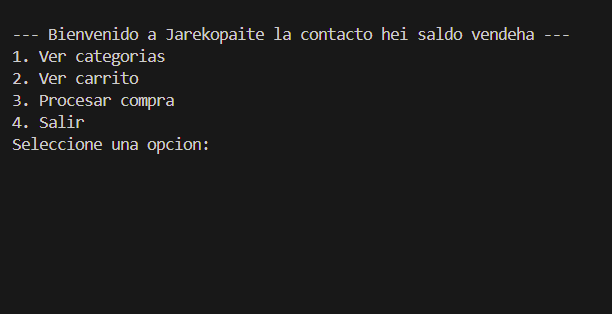 --- Bienvenido a Jarekopaite la contacto hei saldo vendeha ---
1. Ver categorias
2. Ver carrito
3. Procesar compra
4. Salir
Seleccione una opcion: